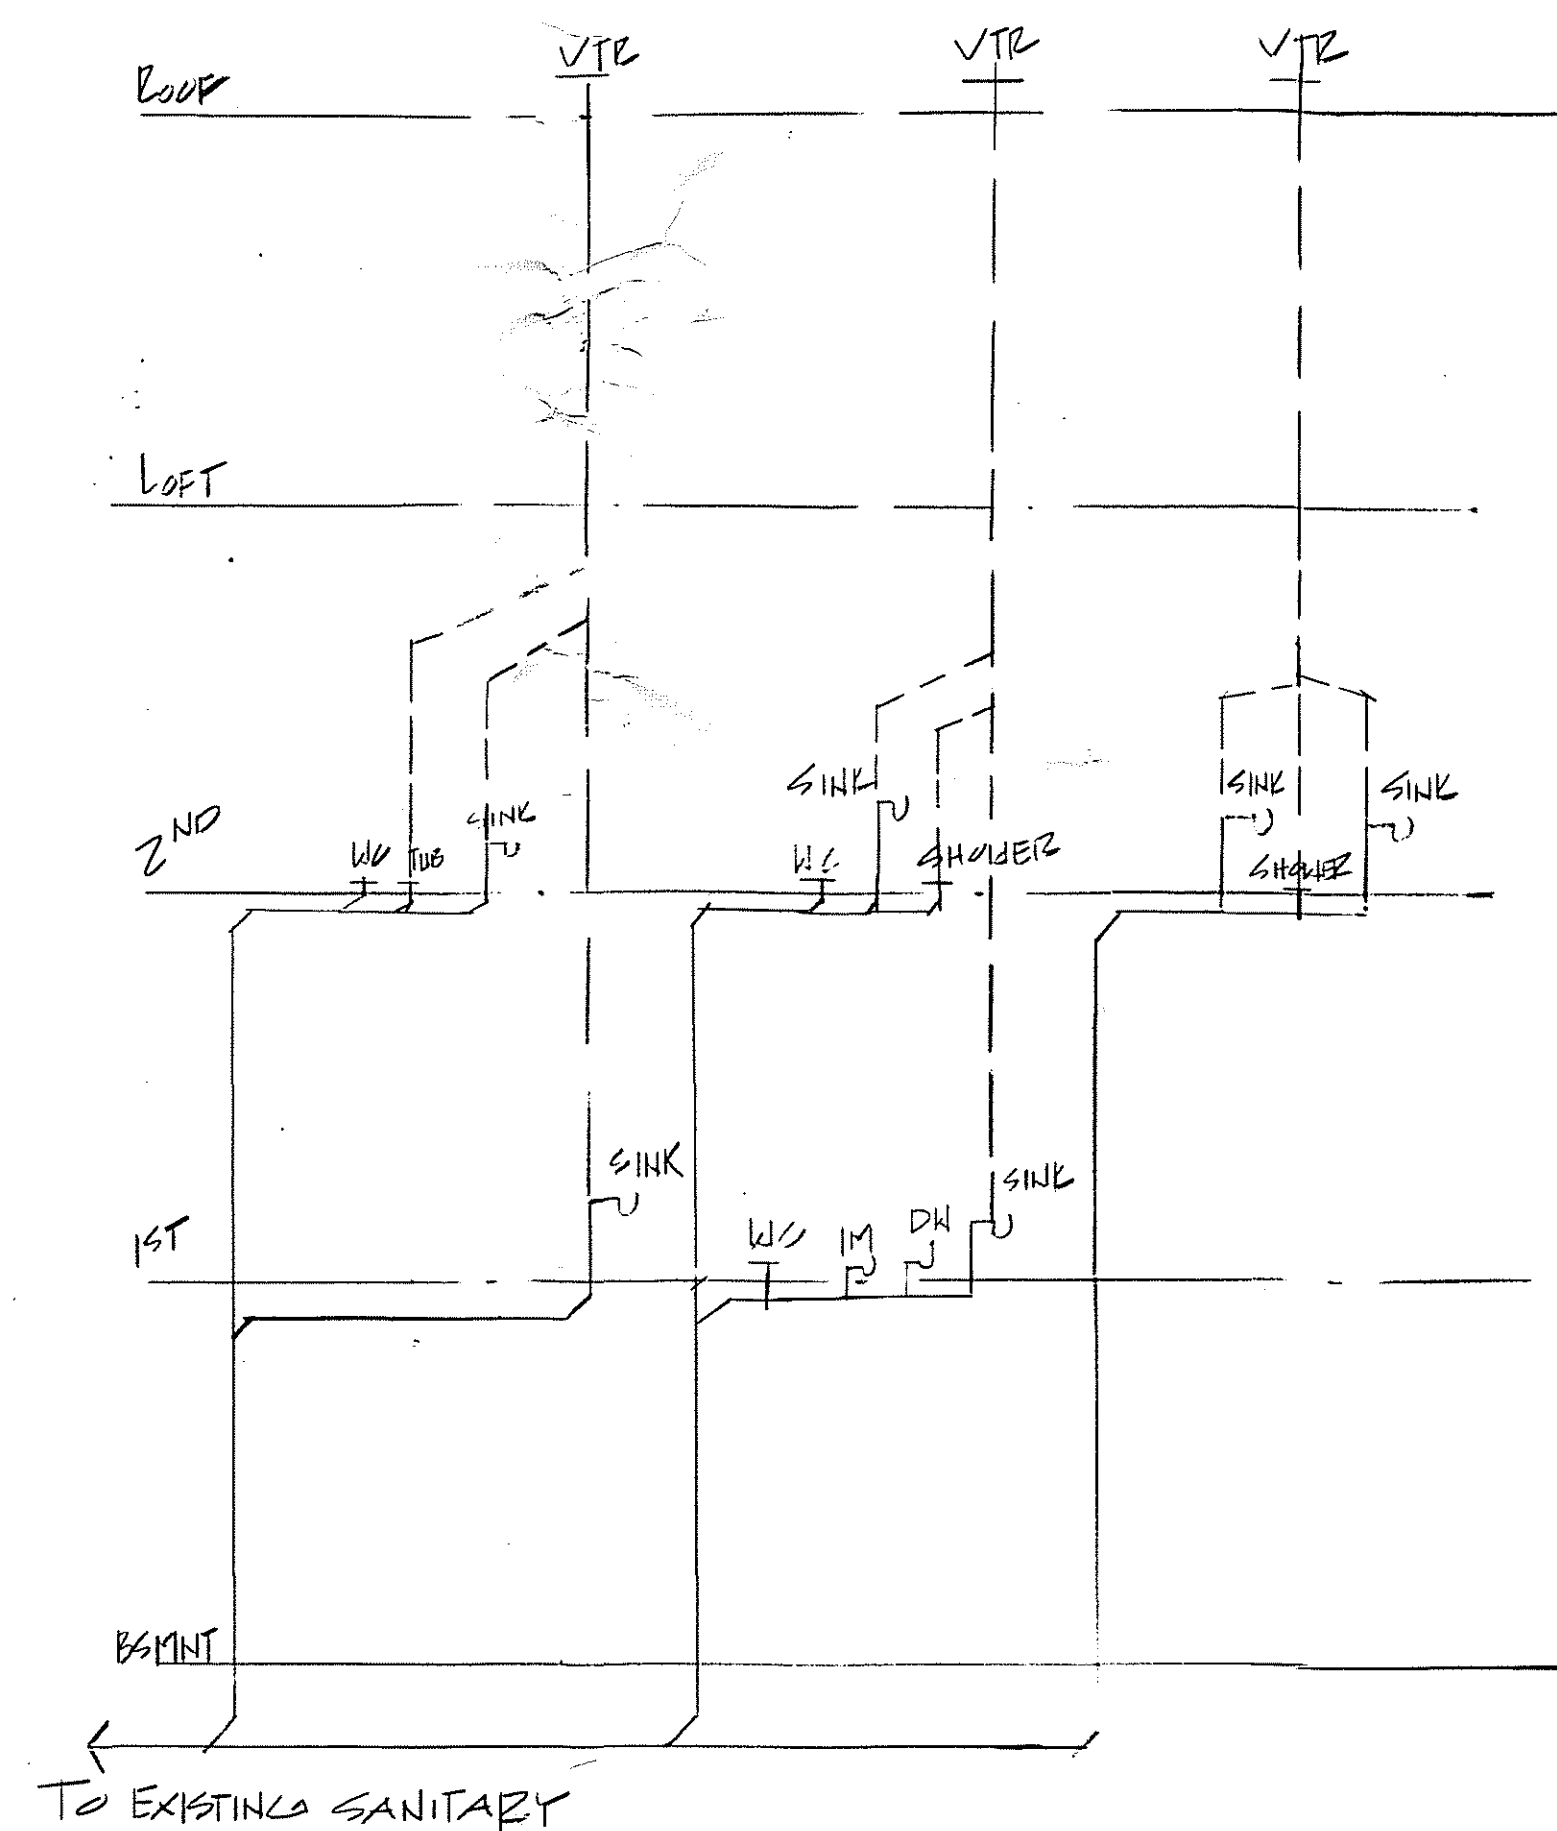 VTR
VTR
VTR
ROOF
LOFT
SINK
SINK
SINK
2ND
SINK
WC
TUB
WC
SHOWER
SHOWER
SINK
SINK
1ST
WC
IM
DW
BSMNT
TO EXISTING SANITARY